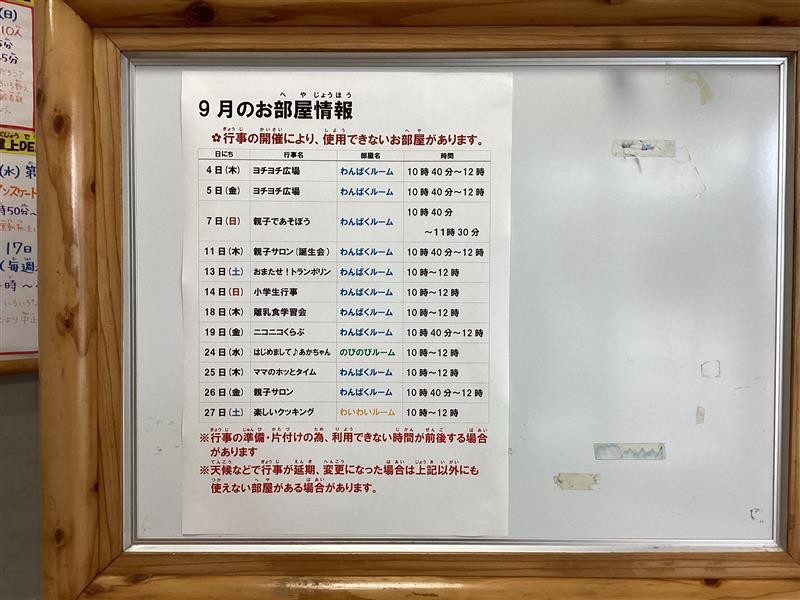 (日)
10人
5分
9月のお部屋情報
✿行事の開催により、使用できないお部屋があります。
日にち 行事名 部屋名 時間
4日(木) ヨチヨチ広場 わんぱくルーム 10時40分～12時
5日(金) ヨチヨチ広場 わんぱくルーム 10時40分～12時
7日(日) 親子であそぼう わんぱくルーム 10時40分
～11時30分
11日(木) 親子サロン(誕生会) わんぱくルーム 10時40分～12時
13日(土) おまたせ！トランポリン わんぱくルーム 10時～12時
14日(日) 小学生行事 わんぱくルーム 10時～12時
18日(木) 離乳食学習会 わんぱくルーム 10時～12時
19日(金) ニコニコくらぶ わんぱくルーム 10時40分～12時
24日(水) はじめまして♪あかちゃん のびのびルーム 10時～12時
25日(木) ママのホッとタイム わんぱくルーム 10時～12時
26日(金) 親子サロン わんぱくルーム 10時40分～12時
27日(土) 楽しいクッキング わいわいルーム 10時～12時
※行事の準備・片付けの為、利用できない時間が前後する場合
があります
※天候などで行事が延期、変更になった場合は上記以外にも
使えない部屋がある場合があります。
屋上DE
(水) 第
時50分～
17日
(毎週